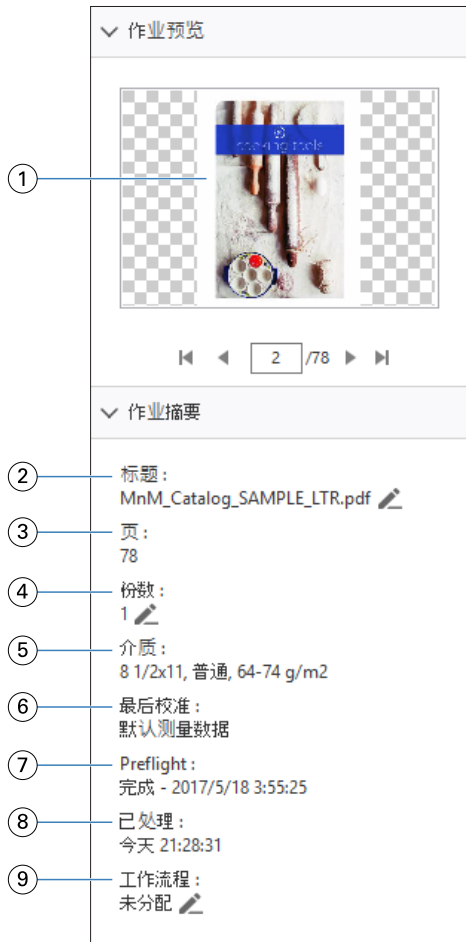 作业预览
cooking tools
①
2 /78
作业摘要
② 标题：
MnM_Catalog_SAMPLE_LTR.pdf
③ 页：
78
④ 份数：
1
⑤ 介质：
8 1/2x11, 普通, 64-74 g/m2
⑥ 最后校准：
默认测量数据
⑦ Preflight：
完成 - 2017/5/18 3:55:25
⑧ 已处理：
今天 21:28:31
⑨ 工作流程：
未分配